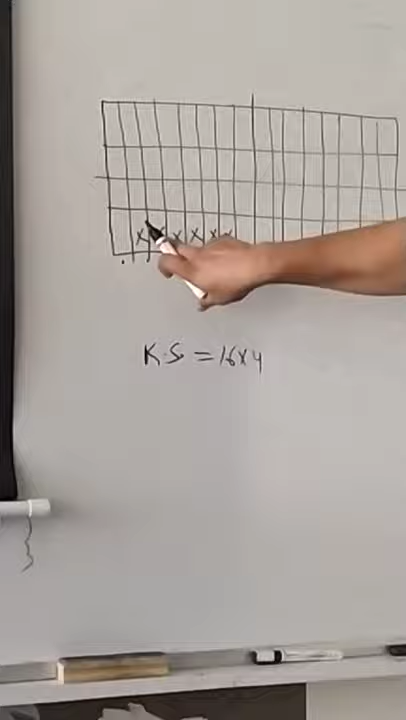 X X X X X
K.S = 16x4